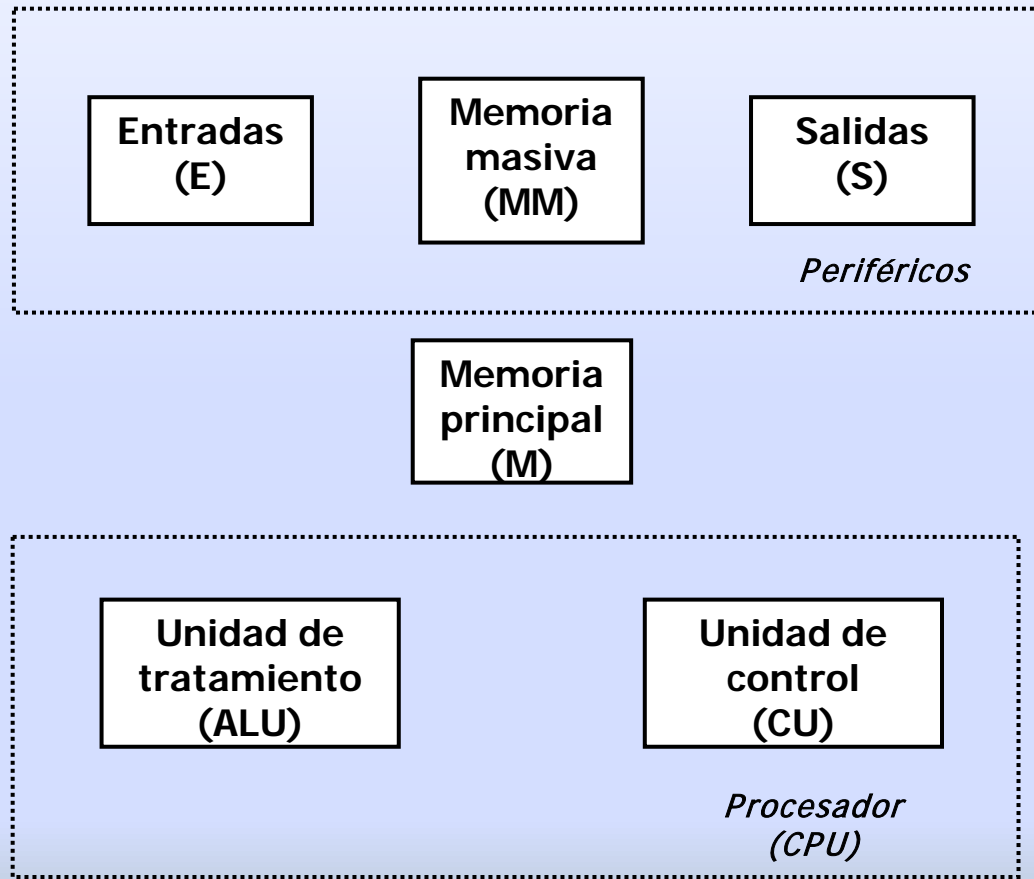 Entradas
(E)
Memoria
masiva
(MM)
Salidas
(S)
Periféricos
Memoria
principal
(M)
Unidad de
tratamiento
(ALU)
Unidad de
control
(CU)
Procesador
(CPU)